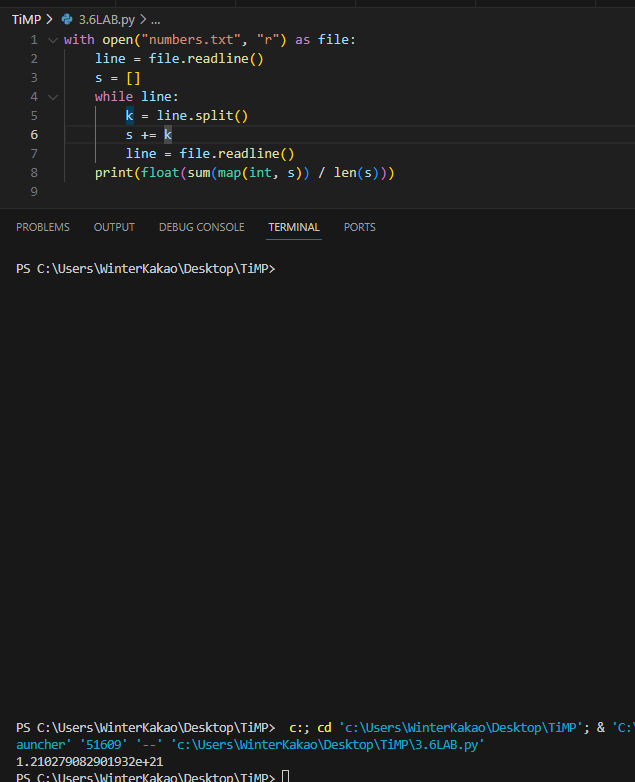 TiMP > 3.6LAB.py > ...
1 with open("numbers.txt", "r") as file:
2 line = file.readline()
3 s = []
4 while line:
5 k = line.split()
6 s += k
7 line = file.readline()
8 print(float(sum(map(int, s)) / len(s)))
9
PROBLEMS OUTPUT DEBUG CONSOLE TERMINAL PORTS
PS C:\Users\WinterKakao\Desktop\TiMP>
PS C:\Users\WinterKakao\Desktop\TiMP> c:; cd 'c:\Users\WinterKakao\Desktop\TiMP'; & 'C:
auncher' '51609' '--' 'c:\Users\WinterKakao\Desktop\TiMP\3.6LAB.py'
1.210279082901932e+21
PS C:\Users\WinterKakao\Desktop\TiMP>